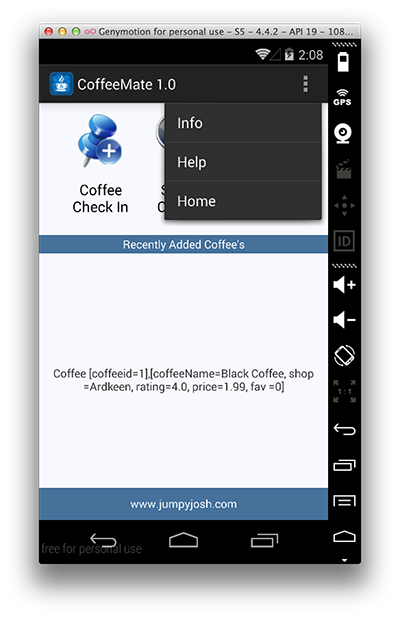 Genymotion for personal use - S5 - 4.4.2 - API 19 - 108...
2:08
CoffeeMate 1.0
GPS
Info
Help
Home
Coffee
Check In
S
C
ID
Recently Added Coffee's
1:1
Coffee [coffeeid=1],[coffeeName=Black Coffee, shop
=Ardkeen, rating=4.0, price=1.99, fav =0]
www.jumpyjosh.com
free for personal use